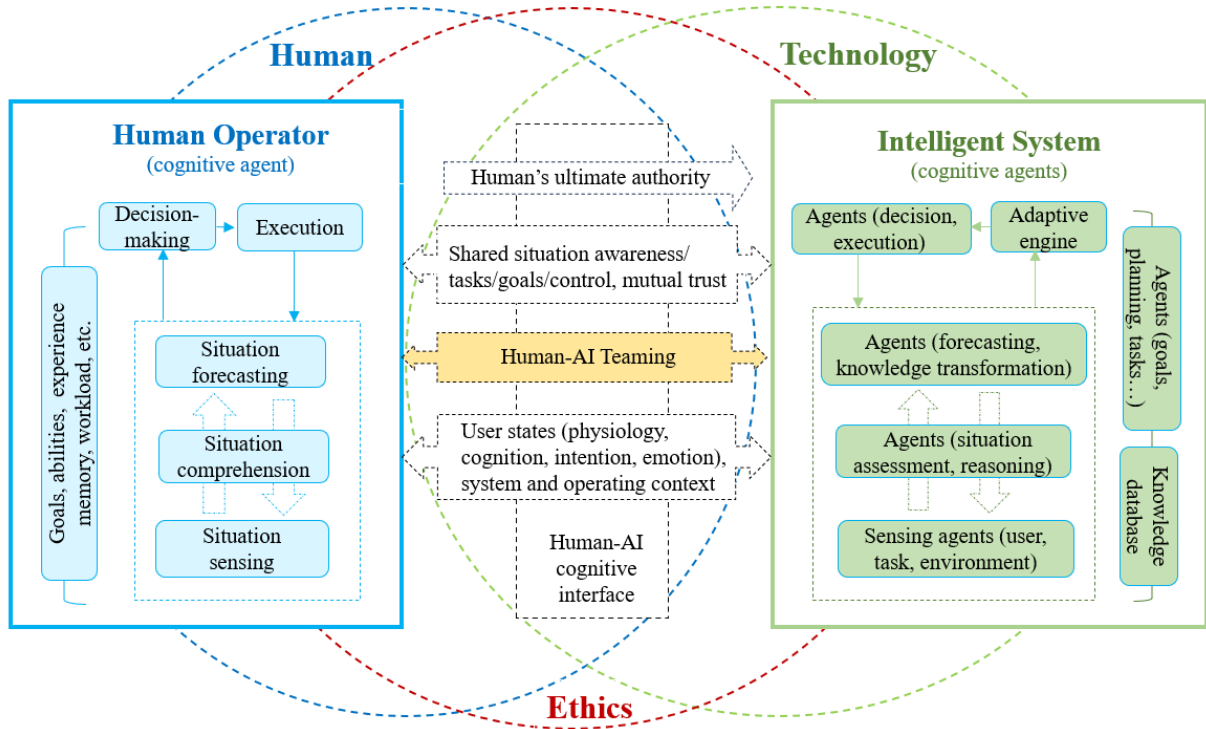 Human
Technology
Human Operator
(cognitive agent)
Decision-
making
Execution
Goals, abilities, experience
memory, workload, etc.
Situation
forecasting
Situation
comprehension
Situation
sensing
Human's ultimate authority
Shared situation awareness/
tasks/goals/control, mutual trust
Human-AI Teaming
User states (physiology,
cognition, intention, emotion),
system and operating context
Human-AI
cognitive
interface
Intelligent System
(cognitive agents)
Agents (decision,
execution)
Adaptive
engine
Agents (forecasting,
knowledge transformation)
Agents (situation
assessment, reasoning)
Sensing agents (user,
task, environment)
Agents (goals,
planning, tasks…)
Knowledge
database
Ethics